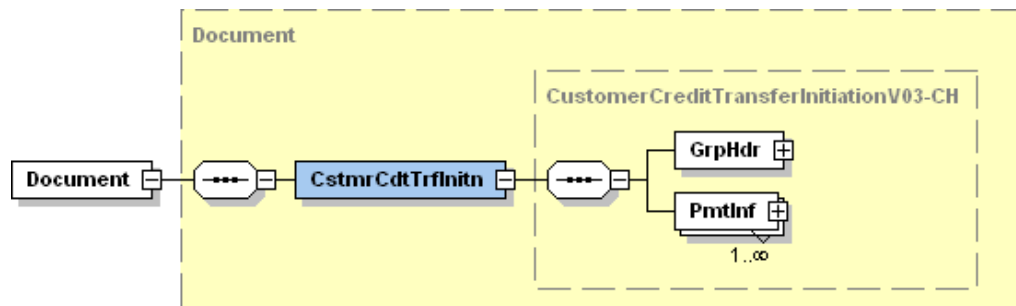 Document
CustomerCreditTransferInitiationV03-CH
GrpHdr
Document
CstmrCdtTrfInitn
PmtInf
1..∞